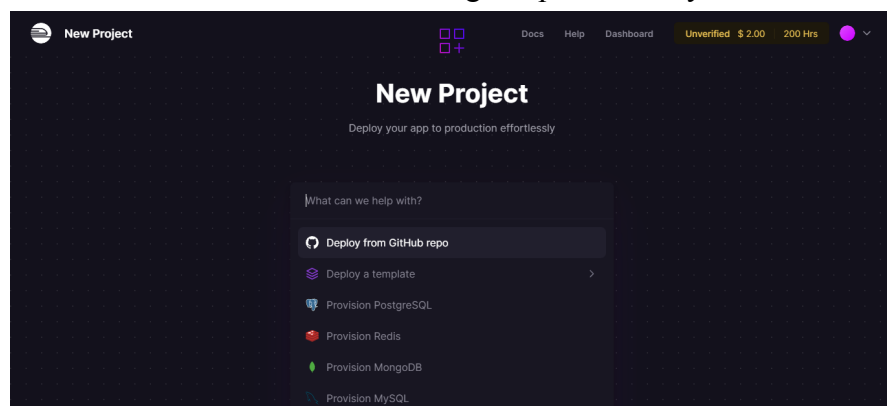 New Project
Docs
Help
Dashboard
Unverified $ 2.00
200 Hrs
New Project
Deploy your app to production effortlessly
What can we help with?
Deploy from GitHub repo
Deploy a template
Provision PostgreSQL
Provision Redis
Provision MongoDB
Provision MySQL